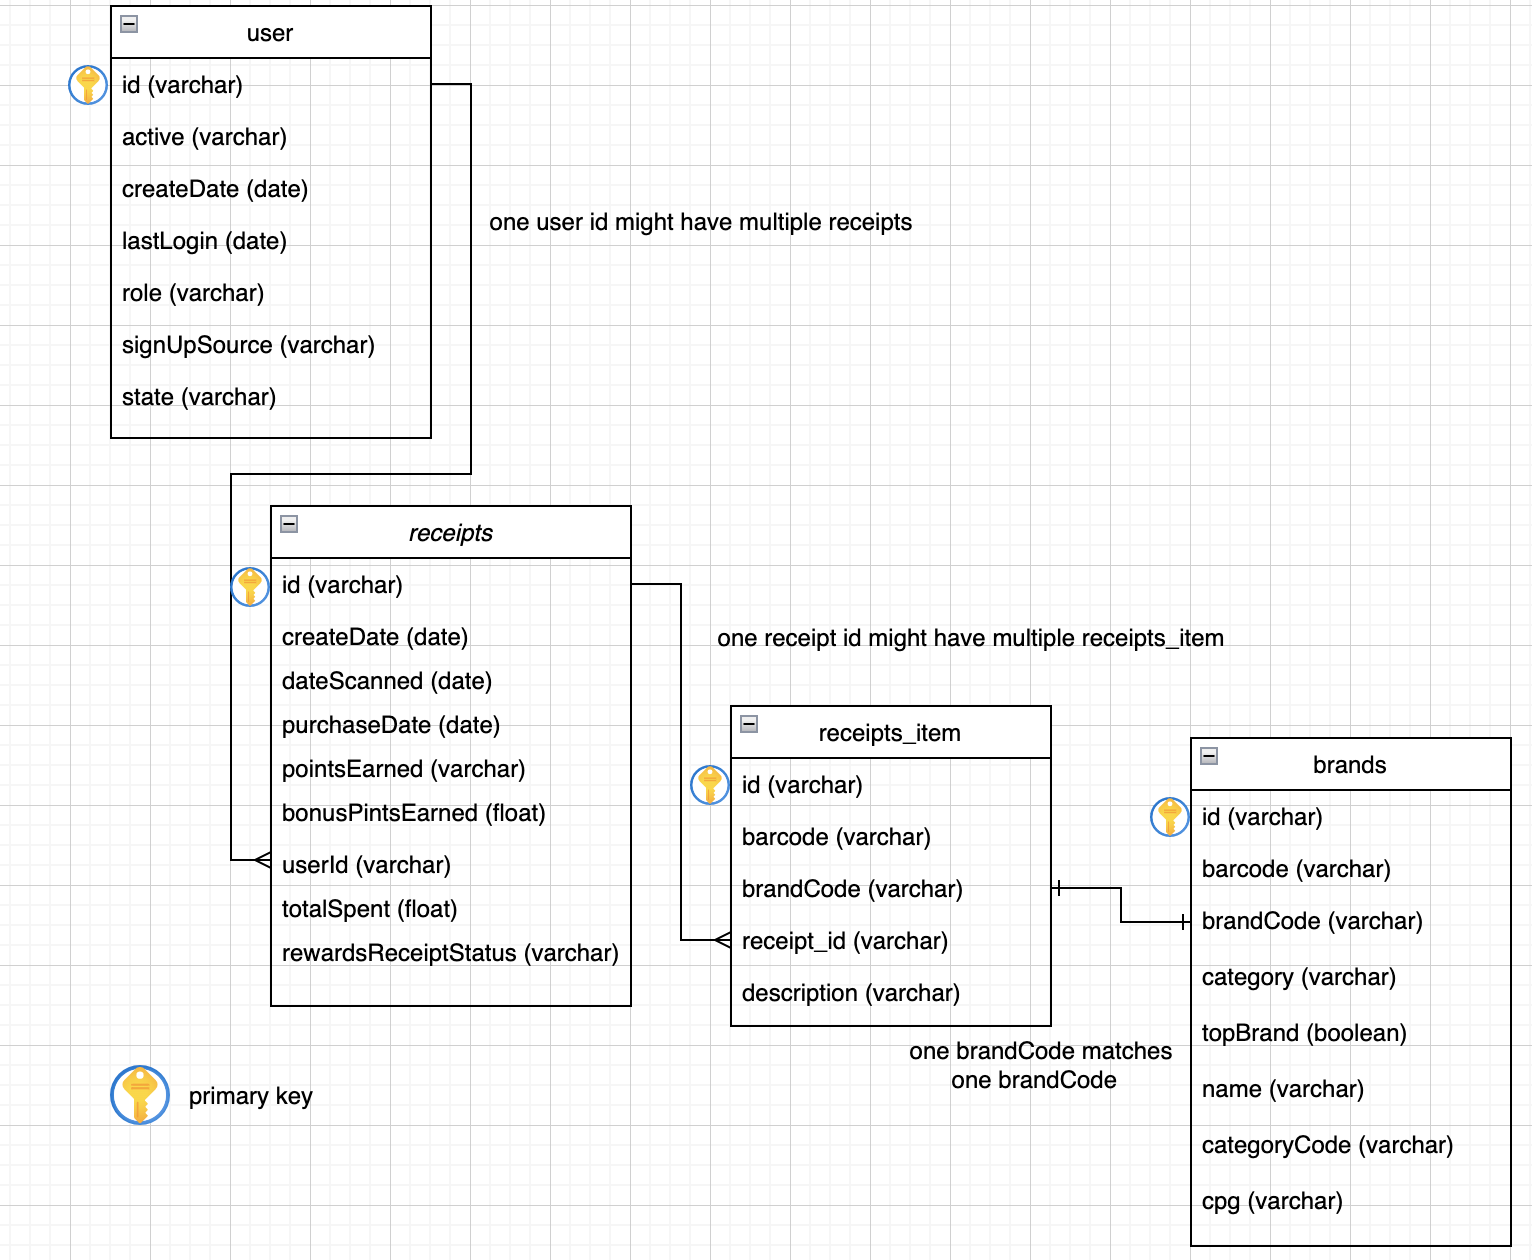 user
id (varchar)
active (varchar)
createDate (date)
lastLogin (date)
role (varchar)
signUpSource (varchar)
state (varchar)
one user id might have multiple receipts
receipts
id (varchar)
createDate (date)
dateScanned (date)
purchaseDate (date)
pointsEarned (varchar)
bonusPintsEarned (float)
userId (varchar)
totalSpent (float)
rewardsReceiptStatus (varchar)
one receipt id might have multiple receipts_item
receipts_item
id (varchar)
barcode (varchar)
brandCode (varchar)
receipt_id (varchar)
description (varchar)
one brandCode matches
one brandCode
brands
id (varchar)
barcode (varchar)
brandCode (varchar)
category (varchar)
topBrand (boolean)
name (varchar)
categoryCode (varchar)
cpg (varchar)
primary key